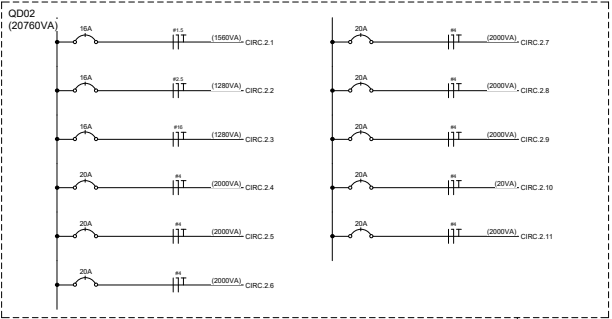 QD02
(20760VA)
16A #1.5 (1560VA) CIRC.2.1
16A #2.5 (1280VA) CIRC.2.2
16A #16 (1280VA) CIRC.2.3
20A #4 (2000VA) CIRC.2.4
20A #4 (2000VA) CIRC.2.5
20A #4 (2000VA) CIRC.2.6
20A #4 (2000VA) CIRC.2.7
20A #4 (2000VA) CIRC.2.8
20A #4 (2000VA) CIRC.2.9
20A #4 (20VA) CIRC.2.10
20A #4 (2000VA) CIRC.2.11